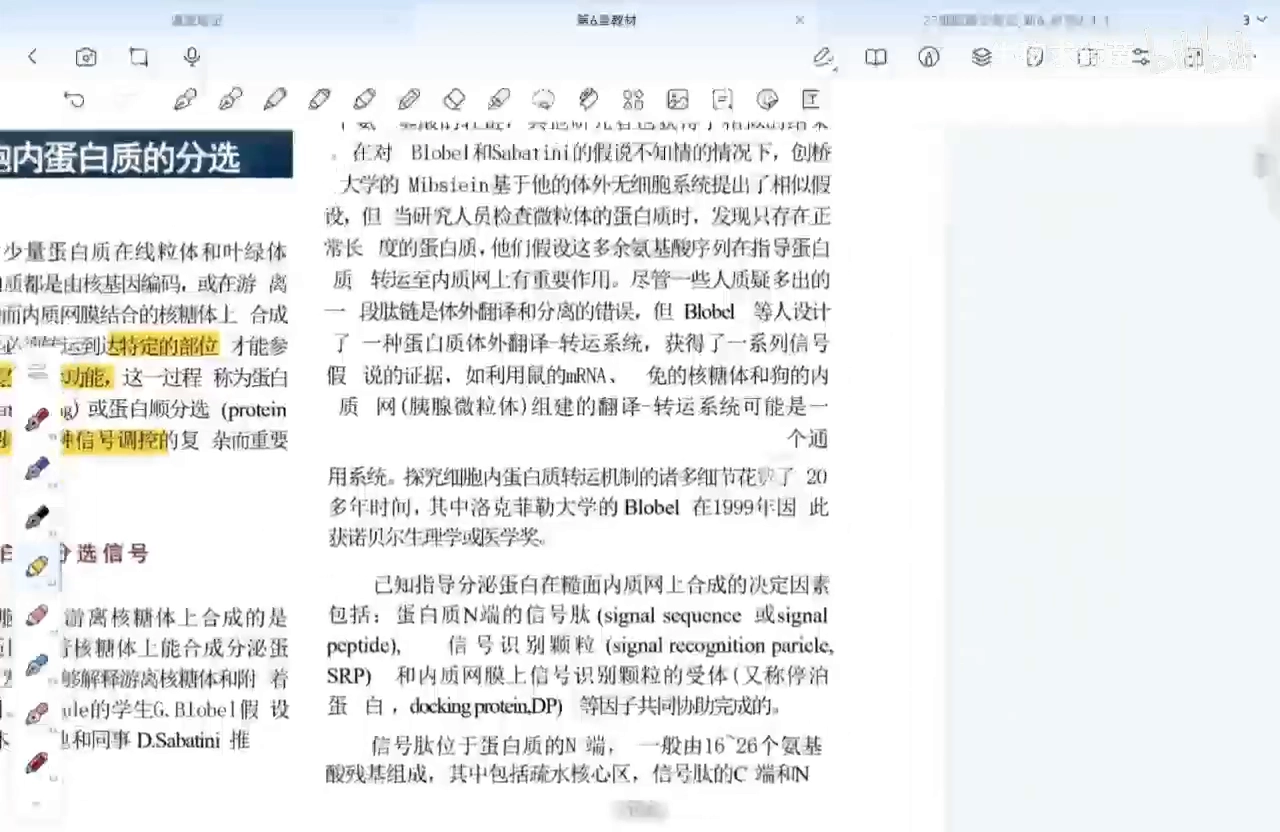 第6章教材
3
胞内蛋白质的分选
少量蛋白质在线粒体和叶绿体
质都是由核基因编码，或在游 离
面内质网膜结合的核糖体上 合成
转运到达特定的部位 才能参
功能，这一过程 称为蛋白
或蛋白顺分选 (protein
信号调控的复 杂而重要
分选信号
游离核糖体上合成的是
核糖体上能合成分泌蛋
够解释游离核糖体和附 着
的学生G.Blobel假 设
和同事 D.Sabatini 推
在对 Blobel和Sabatini的假说不知情的情况下，剑桥
大学的 Mibsiein基于他的体外无细胞系统提出了相似假
设，但 当研究人员检查微粒体的蛋白质时，发现只存在正
常长 度的蛋白质，他们假设这多余氨基酸序列在指导蛋白
质 转运至内质网上有重要作用。尽管一些人质疑多出的
一 段肽链是体外翻译和分离的错误，但 Blobel 等人设计
了 一种蛋白质体外翻译-转运系统，获得了一系列信号
假 说的证据，如利用鼠的mRNA、 免的核糖体和狗的内
质 网(胰腺微粒体)组建的翻译-转运系统可能是一
个通
用系统。探究细胞内蛋白质转运机制的诸多细节花 了 20
多年时间，其中洛克菲勒大学的 Blobel 在1999年因 此
获诺贝尔生理学或医学奖。
已知指导分泌蛋白在糙面内质网上合成的决定因素
包括：蛋白质N端的信号肽 (signal sequence 或signal
peptide), 信号识别颗粒 (signal recognition paricle,
SRP) 和内质网膜上信号识别颗粒的受体(又称停泊
蛋 白，docking protein,DP) 等因子共同协助完成的。
信号肽位于蛋白质的N 端， 一般由16~26个氨基
酸残基组成，其中包括疏水核心区，信号肽的C 端和N